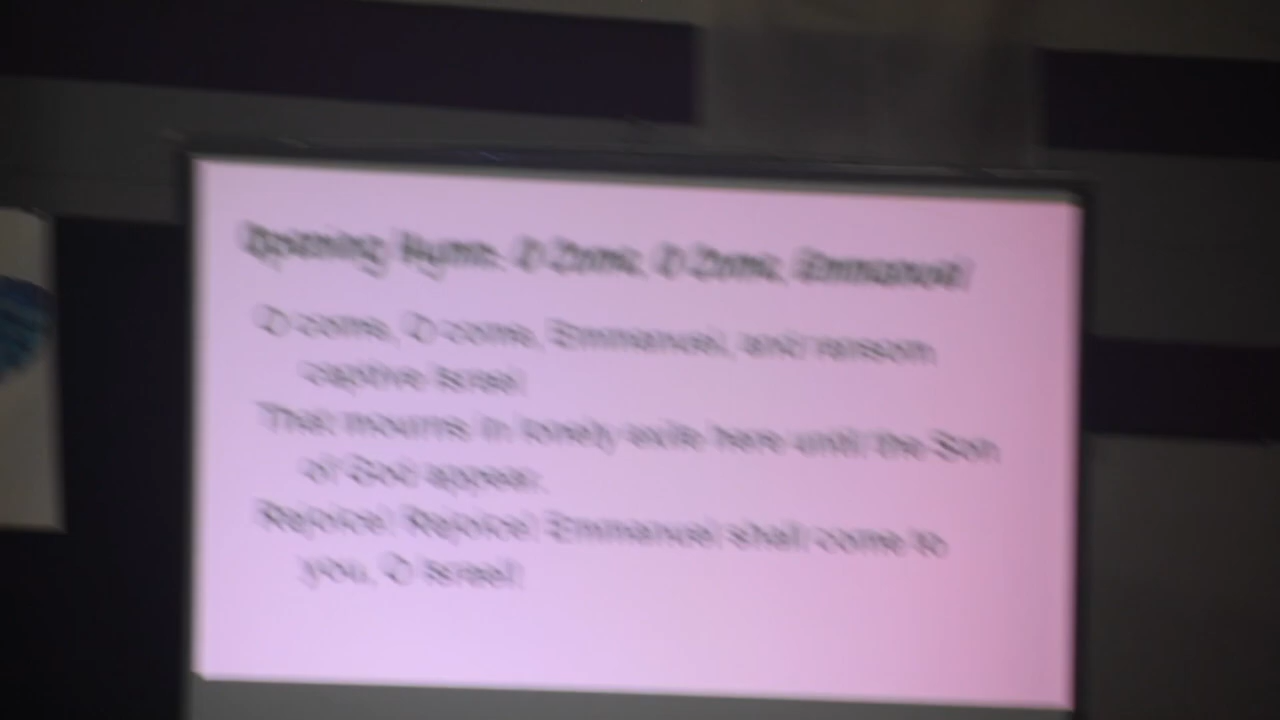 Opening Hymn: O Come, O Come, Emmanuel
O come, O come, Emmanuel, and ransom
captive Israel
That mourns in lonely exile here until the Son
of God appear.
Rejoice! Rejoice! Emmanuel shall come to
you, O Israel!